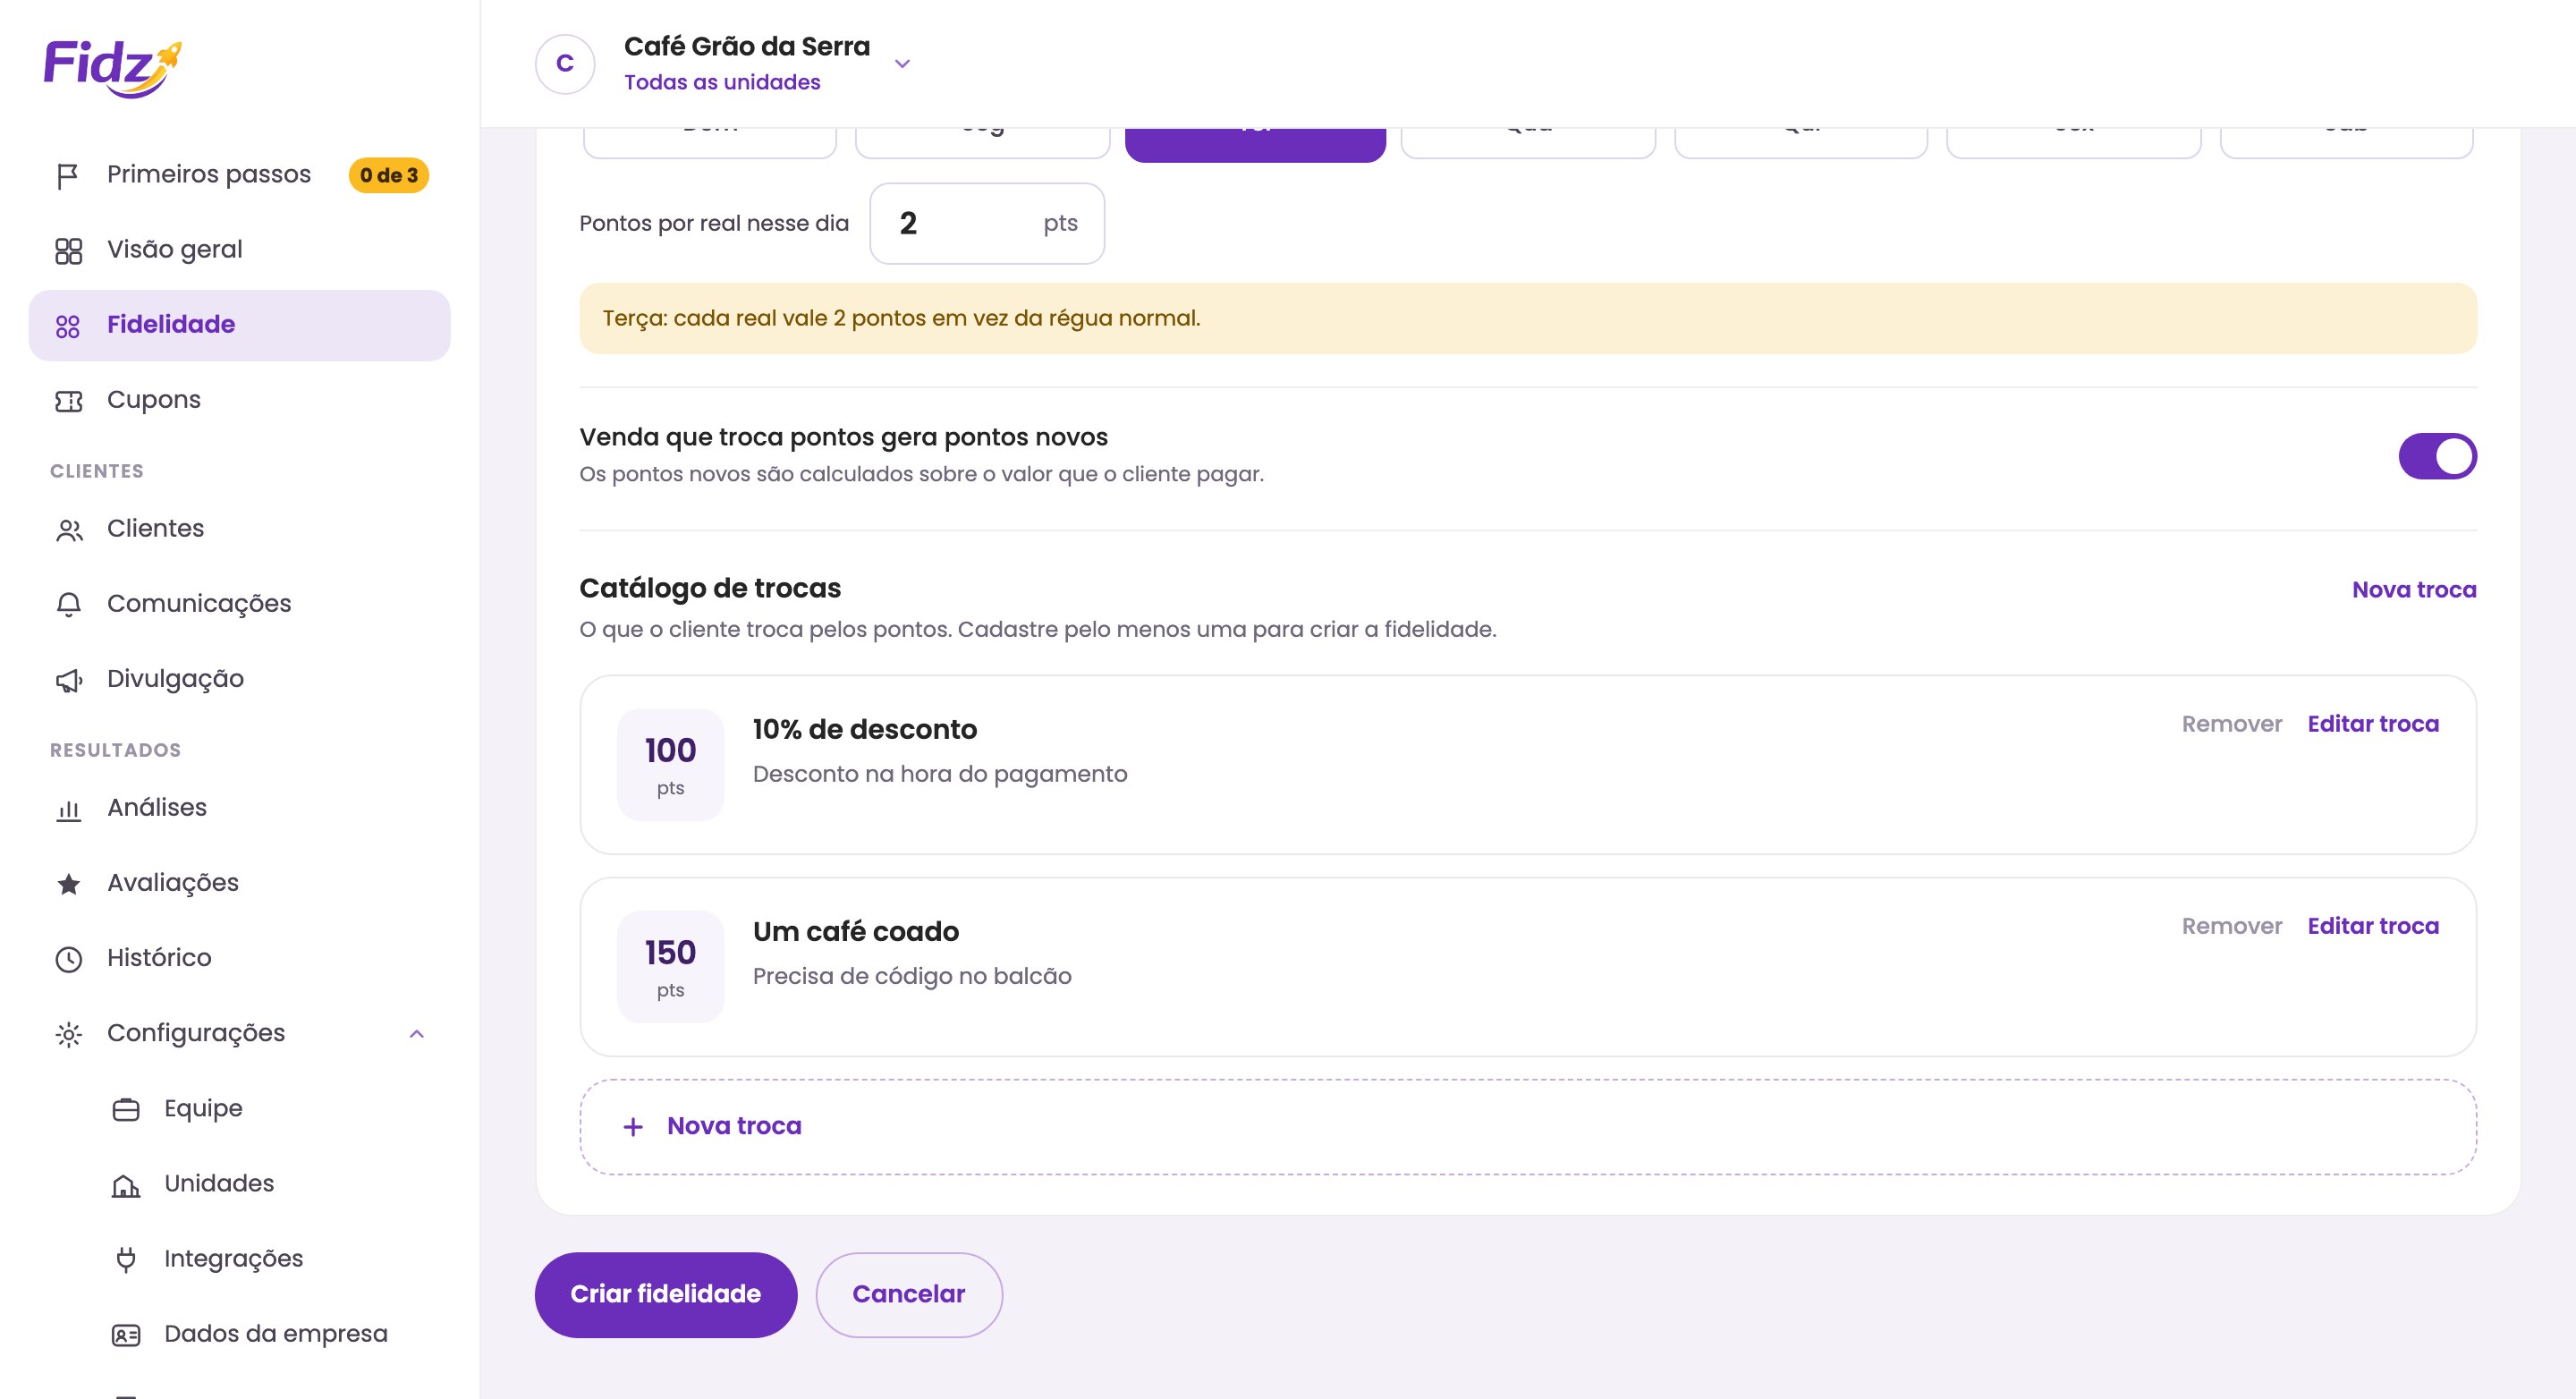 Fidz
Café Grão da Serra
Todas as unidades
Primeiros passos
0 de 3
Visão geral
Fidelidade
Cupons
CLIENTES
Clientes
Comunicações
Divulgação
RESULTADOS
Análises
Avaliações
Histórico
Configurações
Equipe
Unidades
Integrações
Dados da empresa
Pontos por real nesse dia
2 pts
Terça: cada real vale 2 pontos em vez da régua normal.
Venda que troca pontos gera pontos novos
Os pontos novos são calculados sobre o valor que o cliente pagar.
Catálogo de trocas
Nova troca
O que o cliente troca pelos pontos. Cadastre pelo menos uma para criar a fidelidade.
100 pts
10% de desconto
Desconto na hora do pagamento
Remover
Editar troca
150 pts
Um café coado
Precisa de código no balcão
Remover
Editar troca
+ Nova troca
Criar fidelidade
Cancelar